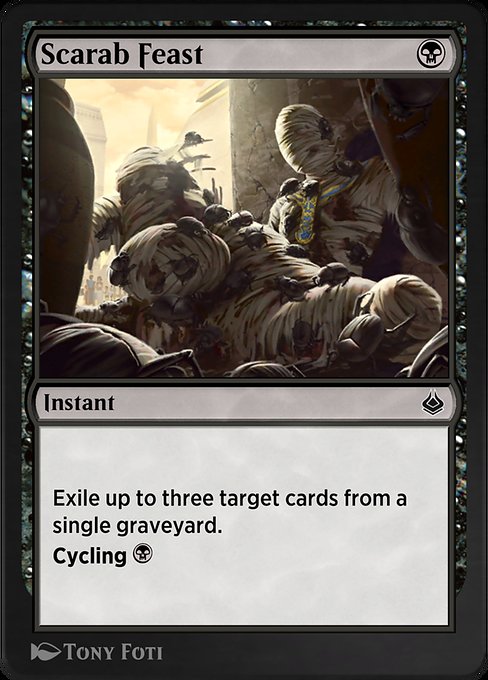 Scarab Feast
Instant
Exile up to three target cards from a
single graveyard.
Cycling
Tony Foti